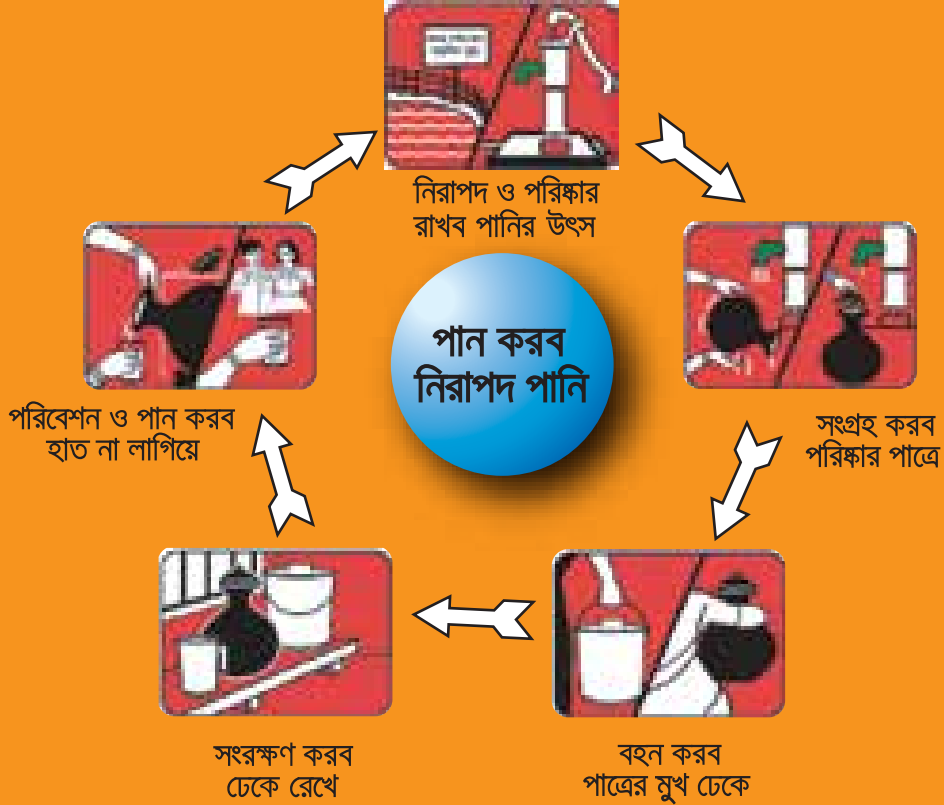 নিরাপদ ও পরিষ্কার
রাখব পানির উৎস
পান করব
নিরাপদ পানি
সংগ্রহ করব
পরিষ্কার পাত্রে
বহন করব
পাত্রের মুখ ঢেকে
সংরক্ষণ করব
ঢেকে রেখে
পরিবেশন ও পান করব
হাত না লাগিয়ে